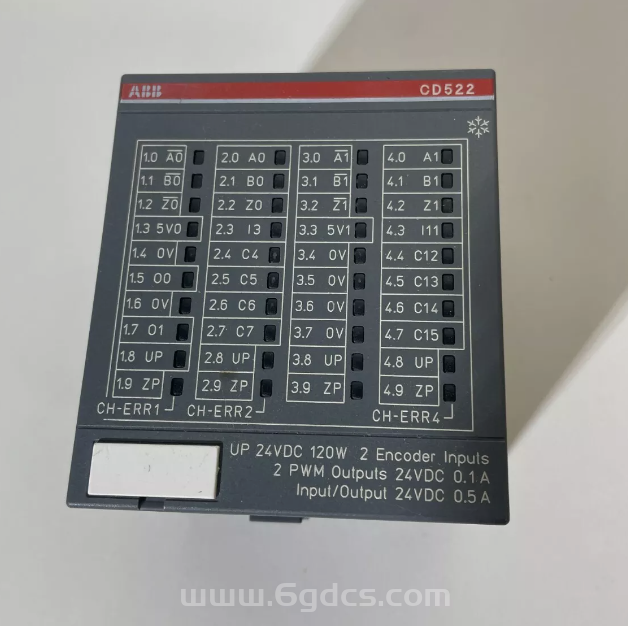 ABB CD522
1.0 A̅0̅ 2.0 A0 3.0 A̅1̅ 4.0 A1
1.1 B̅0̅ 2.1 B0 3.1 B̅1̅ 4.1 B1
1.2 Z̅0̅ 2.2 Z0 3.2 Z̅1̅ 4.2 Z1
1.3 5V0 2.3 I3 3.3 5V1 4.3 I11
1.4 0V 2.4 C4 3.4 0V 4.4 C12
1.5 O0 2.5 C5 3.5 0V 4.5 C13
1.6 0V 2.6 C6 3.6 0V 4.6 C14
1.7 O1 2.7 C7 3.7 0V 4.7 C15
1.8 UP 2.8 UP 3.8 UP 4.8 UP
1.9 ZP 2.9 ZP 3.9 ZP 4.9 ZP
CH-ERR1 CH-ERR2 CH-ERR4
UP 24VDC 120W 2 Encoder Inputs
2 PWM Outputs 24VDC 0.1A
Input/Output 24VDC 0.5A
www.6gdcs.com